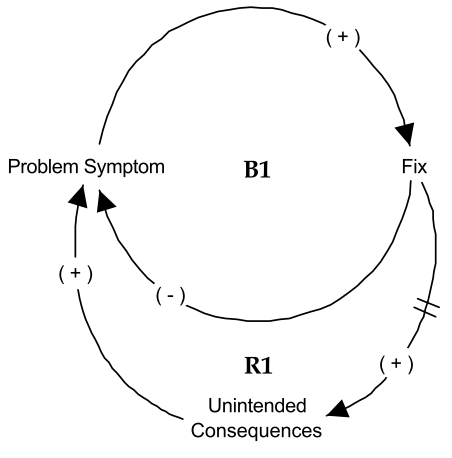 ( + )
Problem Symptom
B1
Fix
( + )
( - )
R1
( + )
Unintended
Consequences